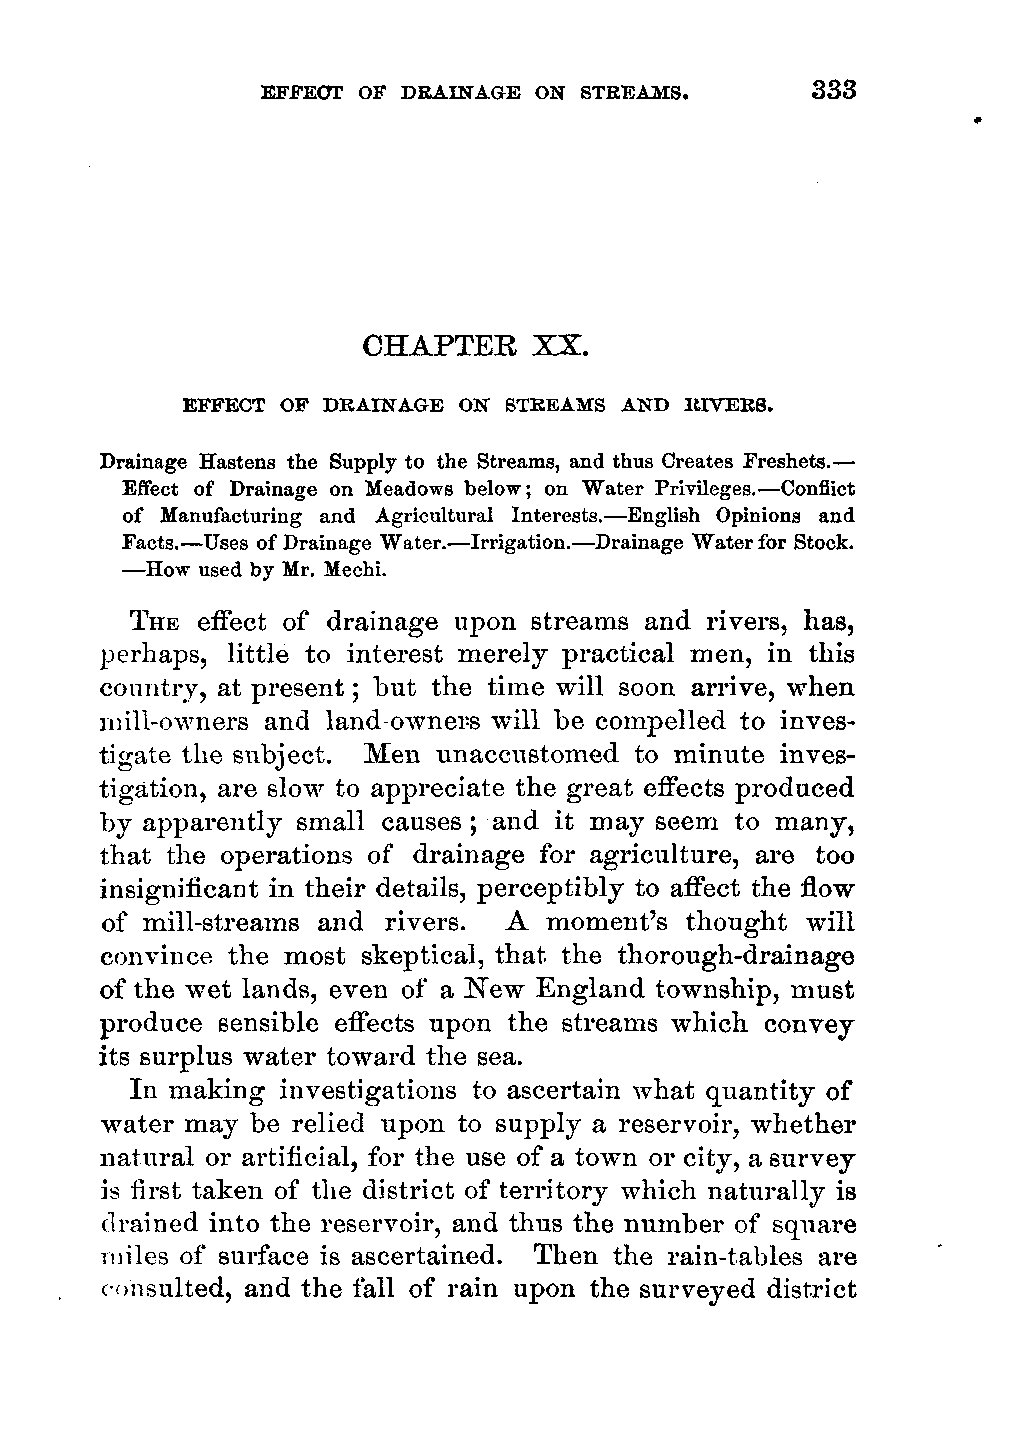 EFFECT OF DRAINAGE ON STREAMS. 333
CHAPTER XX.
EFFECT OF DRAINAGE ON STREAMS AND RIVERS.
Drainage Hastens the Supply to the Streams, and thus Creates Freshets.—
Effect of Drainage on Meadows below; on Water Privileges.—Conflict
of Manufacturing and Agricultural Interests.—English Opinions and
Facts.—Uses of Drainage Water.—Irrigation.—Drainage Water for Stock.
—How used by Mr. Mechi.
THE effect of drainage upon streams and rivers, has,
perhaps, little to interest merely practical men, in this
country, at present; but the time will soon arrive, when
mill-owners and land-owners will be compelled to inves-
tigate the subject. Men unaccustomed to minute inves-
tigation, are slow to appreciate the great effects produced
by apparently small causes; and it may seem to many,
that the operations of drainage for agriculture, are too
insignificant in their details, perceptibly to affect the flow
of mill-streams and rivers. A moment's thought will
convince the most skeptical, that the thorough-drainage
of the wet lands, even of a New England township, must
produce sensible effects upon the streams which convey
its surplus water toward the sea.
In making investigations to ascertain what quantity of
water may be relied upon to supply a reservoir, whether
natural or artificial, for the use of a town or city, a survey
is first taken of the district of territory which naturally is
drained into the reservoir, and thus the number of square
miles of surface is ascertained. Then the rain-tables are
consulted, and the fall of rain upon the surveyed district